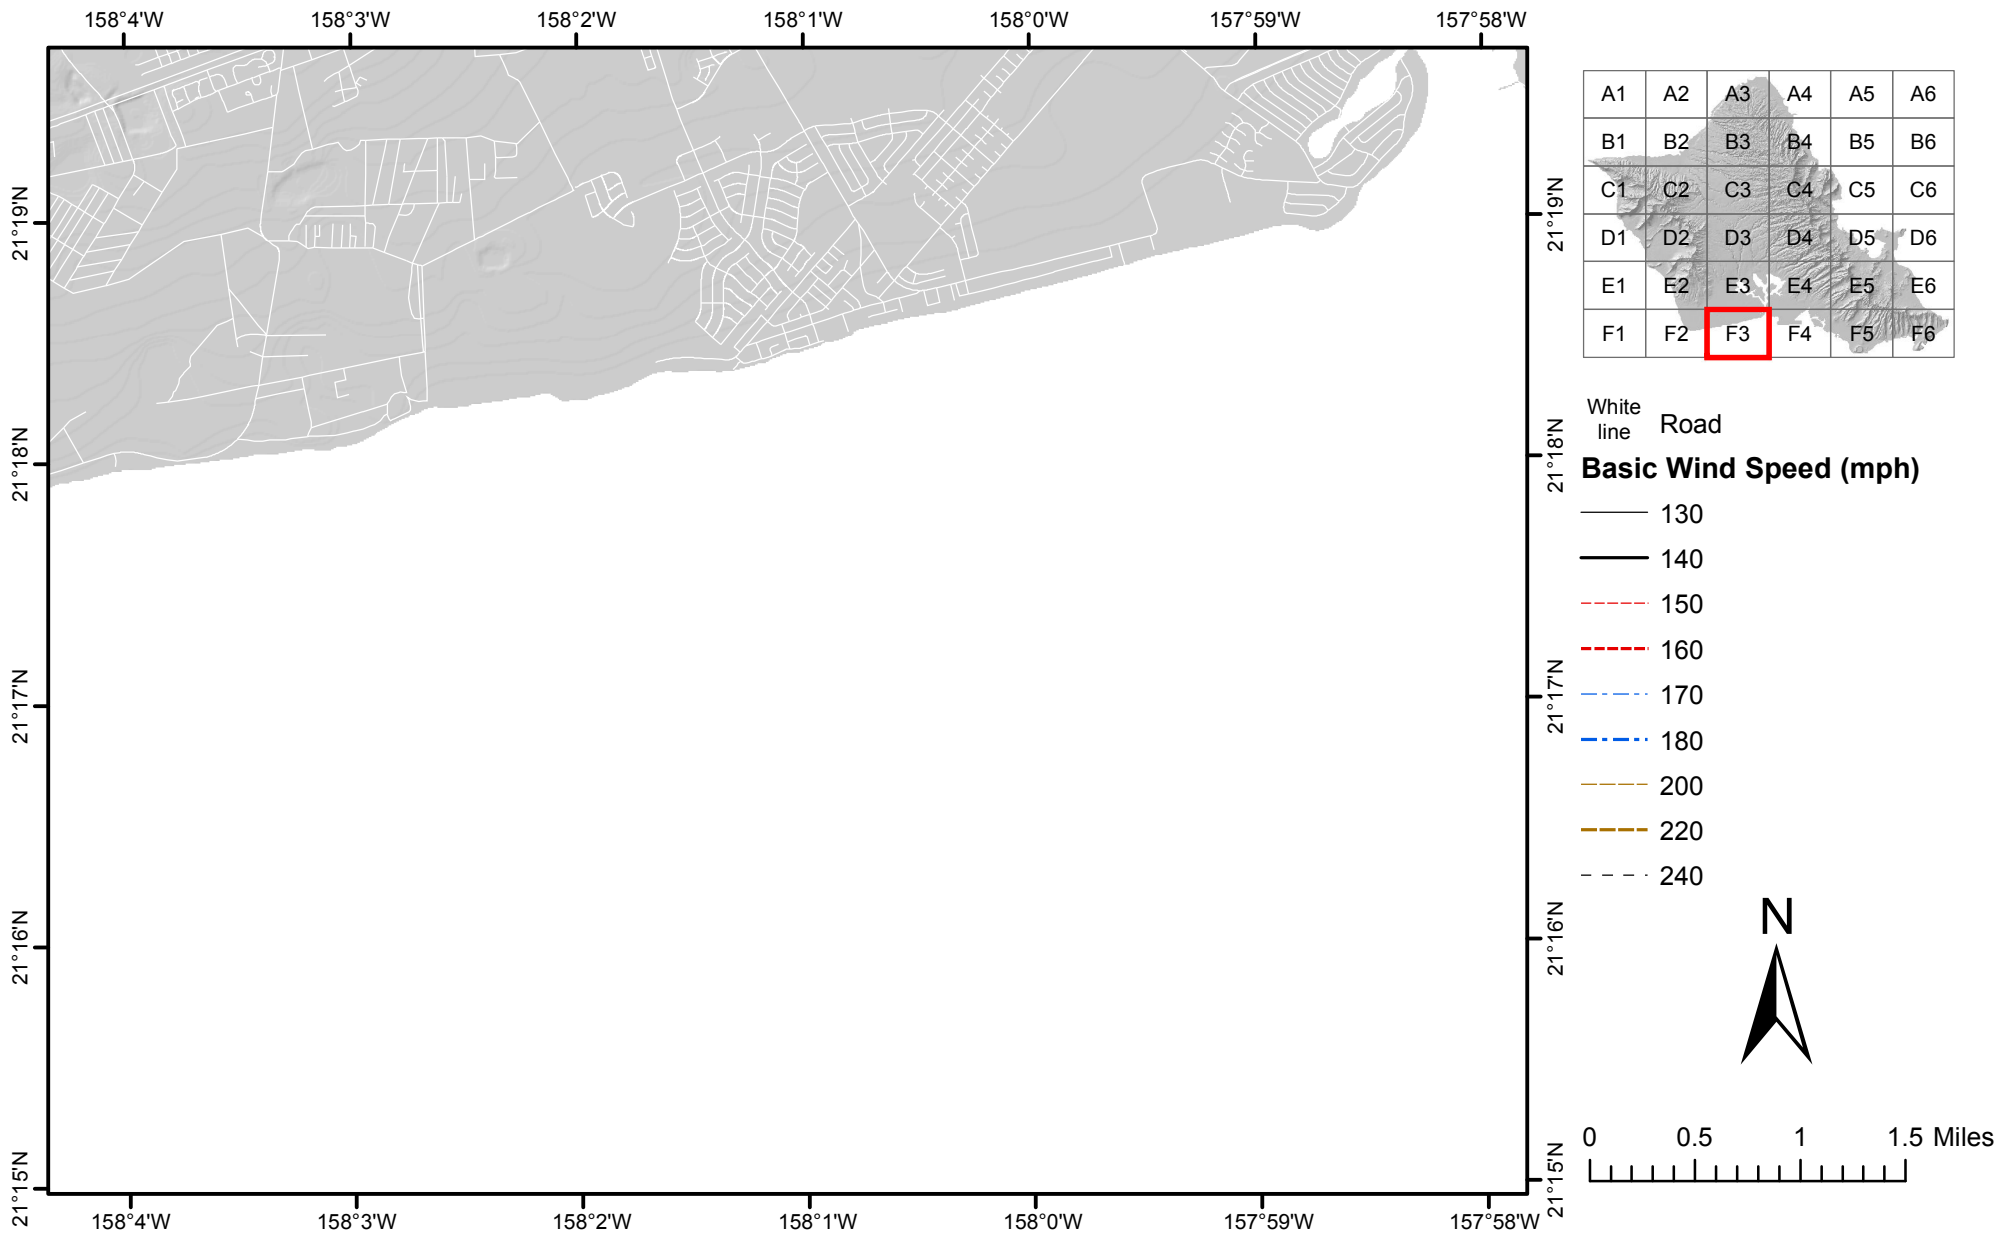 158°4'W 158°3'W 158°2'W 158°1'W 158°0'W 157°59'W 157°58'W
21°19'N
21°18'N
21°17'N
21°16'N
21°15'N
21°19'N
21°18'N
21°17'N
21°16'N
21°15'N
158°4'W 158°3'W 158°2'W 158°1'W 158°0'W 157°59'W 157°58'W
A1 A2 A3 A4 A5 A6
B1 B2 B3 B4 B5 B6
C1 C2 C3 C4 C5 C6
D1 D2 D3 D4 D5 D6
E1 E2 E3 E4 E5 E6
F1 F2 F3 F4 F5 F6
White
line Road
Basic Wind Speed (mph)
130
140
150
160
170
180
200
220
240
N
0 0.5 1 1.5 Miles